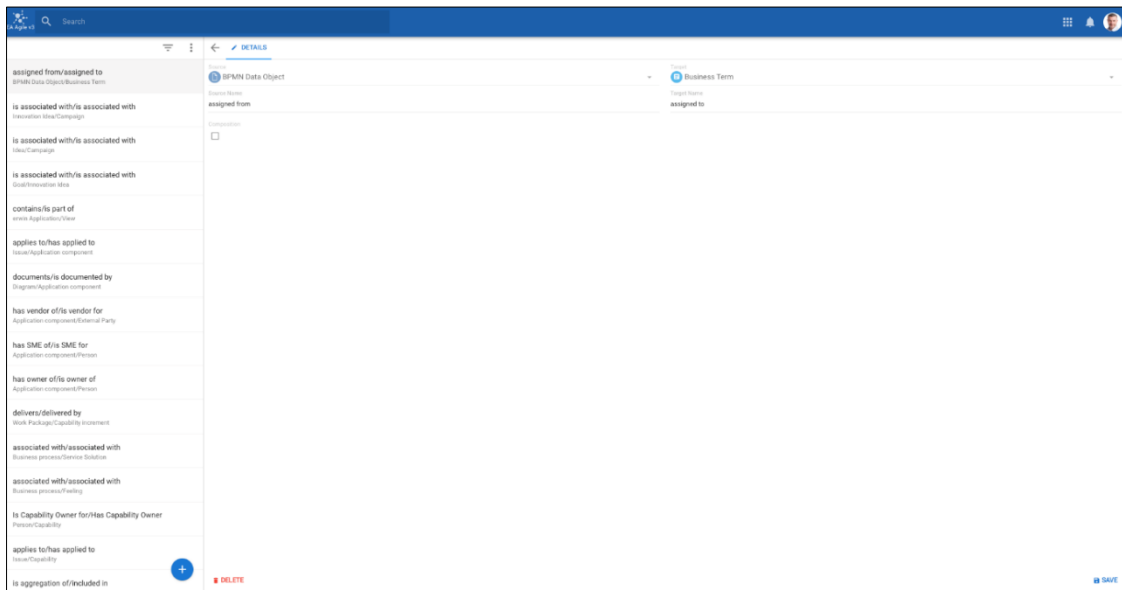 EA Agile v3
Search
DETAILS
assigned from/assigned to
BPMN Data Object/Business Term
is associated with/is associated with
Innovation Idea/Campaign
is associated with/is associated with
Idea/Campaign
is associated with/is associated with
Goal/Innovation Idea
contains/is part of
erwin Application/View
applies to/has applied to
Issue/Application component
documents/is documented by
Diagram/Application component
has vendor of/is vendor for
Application component/External Party
has SME of/is SME for
Application component/Person
has owner of/is owner of
Application component/Person
delivers/delivered by
Work Package/Capability increment
associated with/associated with
Business process/Service Solution
associated with/associated with
Business process/Feeling
Is Capability Owner for/Has Capability Owner
Person/Capability
applies to/has applied to
Issue/Capability
is aggregation of/included in
Source
BPMN Data Object
Target
Business Term
Source Name
assigned from
Target Name
assigned to
Composition
DELETE
SAVE